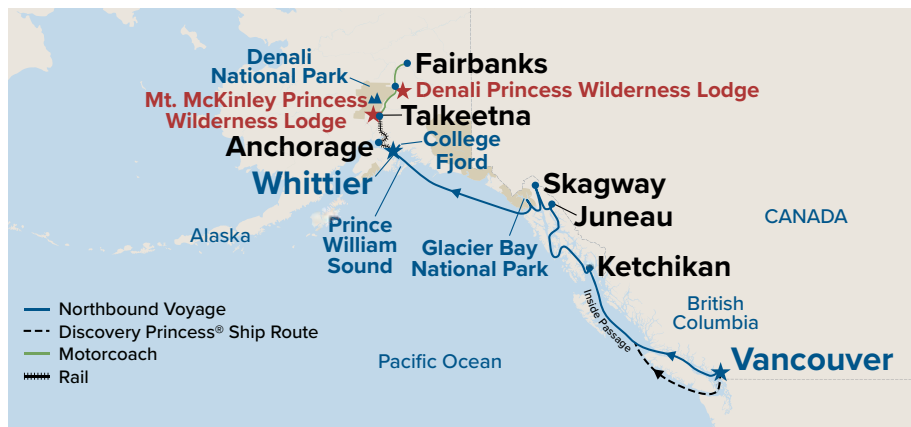 Denali
National Park
Fairbanks
Denali Princess Wilderness Lodge
Mt. McKinley Princess
Wilderness Lodge
Talkeetna
Anchorage
College
Fjord
Whittier
Skagway
Juneau
CANADA
Alaska
Prince
William
Sound
Glacier Bay
National Park
Ketchikan
Inside Passage
British
Columbia
Northbound Voyage
Discovery Princess® Ship Route
Motorcoach
Rail
Pacific Ocean
Vancouver